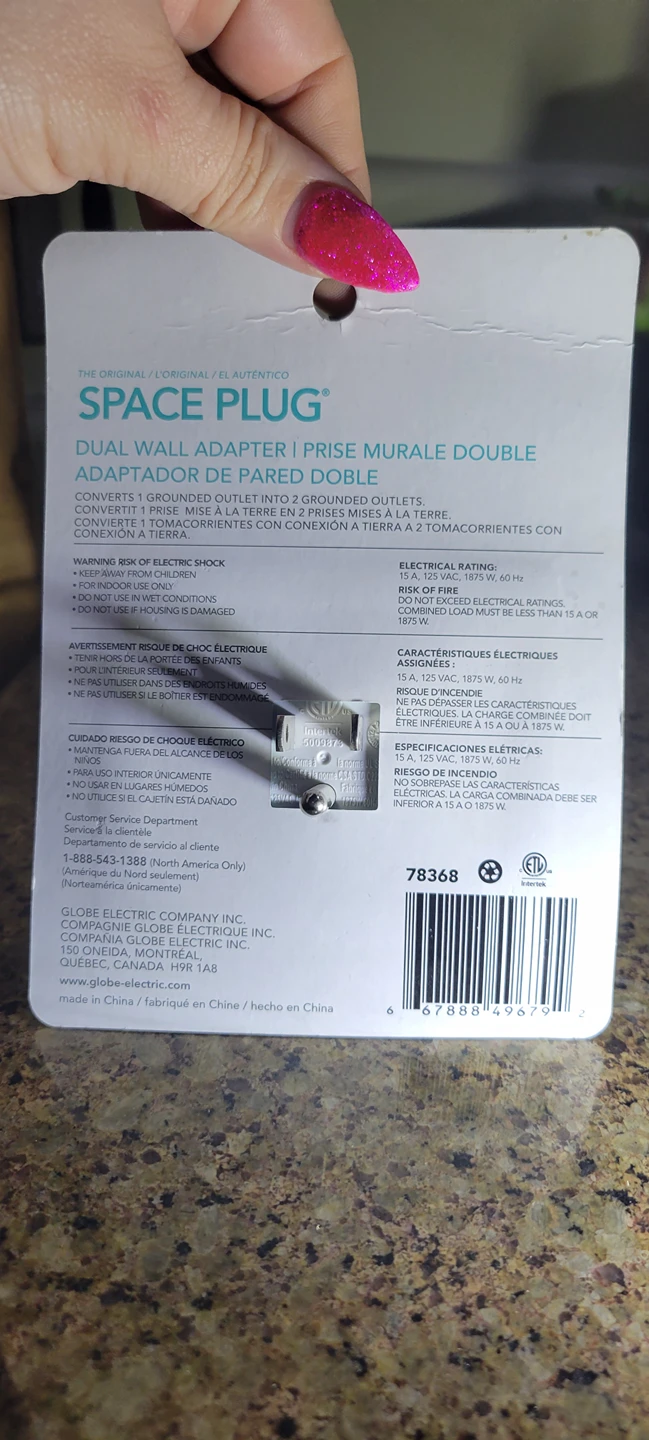 THE ORIGINAL / L'ORIGINAL / EL AUTÉNTICO
SPACE PLUG®
DUAL WALL ADAPTER | PRISE MURALE DOUBLE
ADAPTADOR DE PARED DOBLE
CONVERTS 1 GROUNDED OUTLET INTO 2 GROUNDED OUTLETS.
CONVERTIT 1 PRISE MISE À LA TERRE EN 2 PRISES MISES À LA TERRE.
CONVIERTE 1 TOMACORRIENTES CON CONEXIÓN A TIERRA A 2 TOMACORRIENTES CON
CONEXIÓN A TIERRA.
WARNING RISK OF ELECTRIC SHOCK
• KEEP AWAY FROM CHILDREN
• FOR INDOOR USE ONLY
• DO NOT USE IN WET CONDITIONS
• DO NOT USE IF HOUSING IS DAMAGED
ELECTRICAL RATING:
15 A, 125 VAC, 1875 W, 60 Hz
RISK OF FIRE
DO NOT EXCEED ELECTRICAL RATINGS.
COMBINED LOAD MUST BE LESS THAN 15 A OR
1875 W.
AVERTISSEMENT RISQUE DE CHOC ÉLECTRIQUE
• TENIR HORS DE LA PORTÉE DES ENFANTS
• POUR L'INTÉRIEUR SEULEMENT
• NE PAS UTILISER DANS DES ENDROITS HUMIDES
• NE PAS UTILISER SI LE BOÎTIER EST ENDOMMAGÉ
CARACTÉRISTIQUES ÉLECTRIQUES
ASSIGNÉES :
15 A, 125 VAC, 1875 W, 60 Hz
RISQUE D'INCENDIE
NE PAS DÉPASSER LES CARACTÉRISTIQUES
ÉLECTRIQUES. LA CHARGE COMBINÉE DOIT
ÊTRE INFÉRIEURE À 15 A OU À 1875 W.
ETL
Intertek
CUIDADO RIESGO DE CHOQUE ELÉCTRICO
• MANTENGA FUERA DEL ALCANCE DE LOS
NIÑOS
• PARA USO INTERIOR ÚNICAMENTE
• NO USAR EN LUGARES HÚMEDOS
• NO UTILICE SI EL CAJETÍN ESTÁ DAÑADO
ESPECIFICACIONES ELÉTRICAS:
15 A, 125 VAC, 1875 W, 60 Hz
RIESGO DE INCENDIO
NO SOBREPASE LAS CARACTERÍSTICAS
ELÉCTRICAS. LA CARGA COMBINADA DEBE SER
INFERIOR A 15 A O 1875 W.
Customer Service Department
Service à la clientèle
Departamento de servicio al cliente
1-888-543-1388 (North America Only)
(Amérique du Nord seulement)
(Norteamérica únicamente)
GLOBE ELECTRIC COMPANY INC.
COMPAGNIE GLOBE ÉLECTRIQUE INC.
COMPAÑIA GLOBE ELECTRIC INC.
150 ONEIDA, MONTRÉAL,
QUÉBEC, CANADA H9R 1A8
www.globe-electric.com
made in China / fabriqué en Chine / hecho en China
78368
ETL
Intertek
6 67888 49679 2